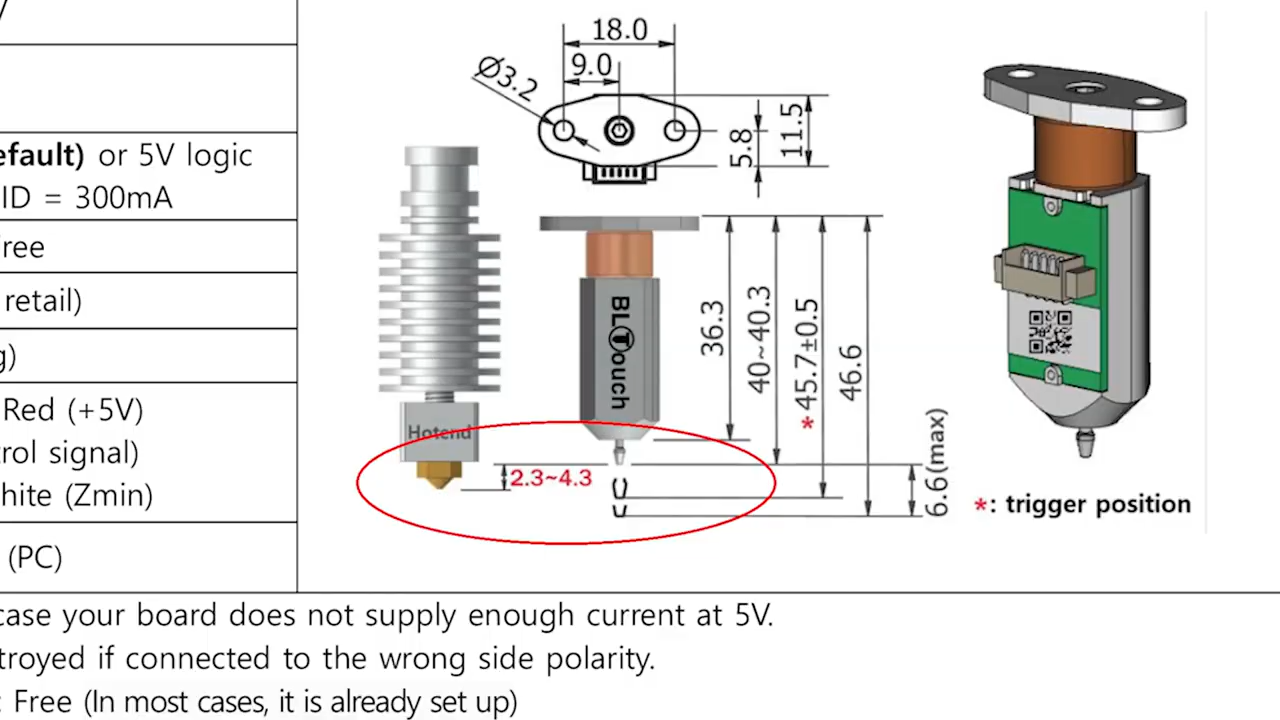 V
efault) or 5V logic
ID = 300mA
ree
retail)
g)
Red (+5V)
rol signal)
hite (Zmin)
(PC)
18.0
9.0
Ø3.2
5.8
11.5
BLTouch
Hotend
36.3
40~40.3
*45.7±0.5
46.6
2.3~4.3
6.6(max)
*: trigger position
case your board does not supply enough current at 5V.
troyed if connected to the wrong side polarity.
: Free (In most cases, it is already set up)